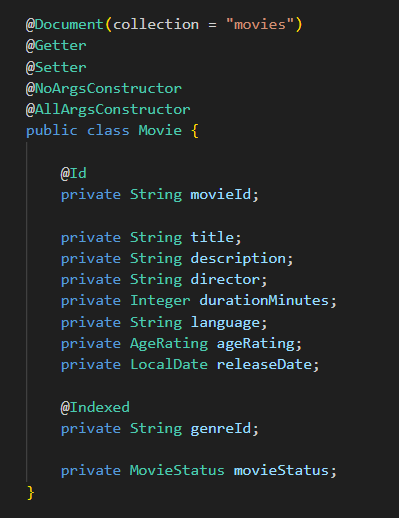 @Document(collection = "movies")
@Getter
@Setter
@NoArgsConstructor
@AllArgsConstructor
public class Movie {
@Id
private String movieId;
private String title;
private String description;
private String director;
private Integer durationMinutes;
private String language;
private AgeRating ageRating;
private LocalDate releaseDate;
@Indexed
private String genreId;
private MovieStatus movieStatus;
}